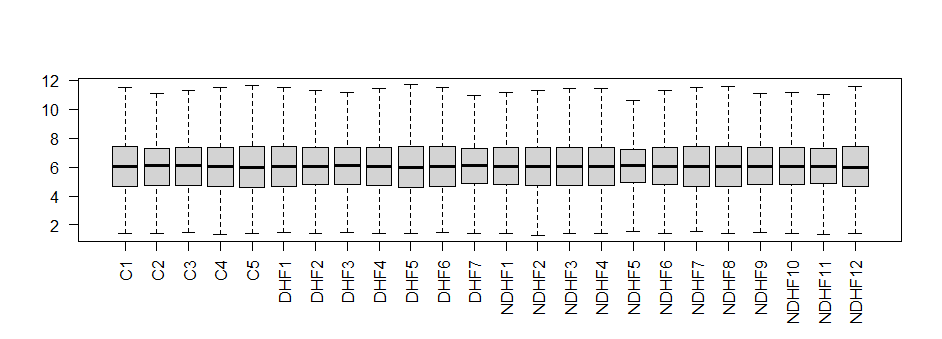 12
10
8
6
4
2
C1
C2
C3
C4
C5
DHF1
DHF2
DHF3
DHF4
DHF5
DHF6
DHF7
NDHF1
NDHF2
NDHF3
NDHF4
NDHF5
NDHF6
NDHF7
NDHF8
NDHF9
NDHF10
NDHF11
NDHF12